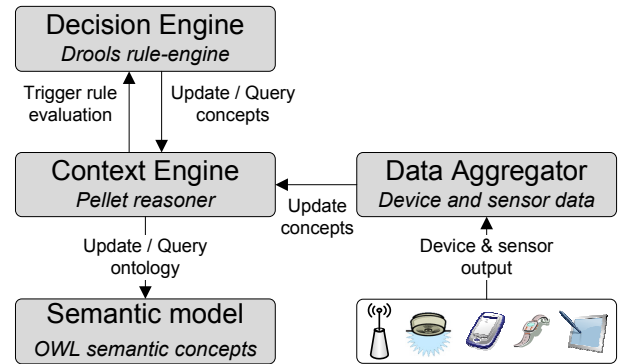 Decision Engine
Drools rule-engine
Trigger rule
evaluation
Update / Query
concepts
Context Engine
Pellet reasoner
Data Aggregator
Device and sensor data
Update
concepts
Update / Query
ontology
Device & sensor
output
Semantic model
OWL semantic concepts